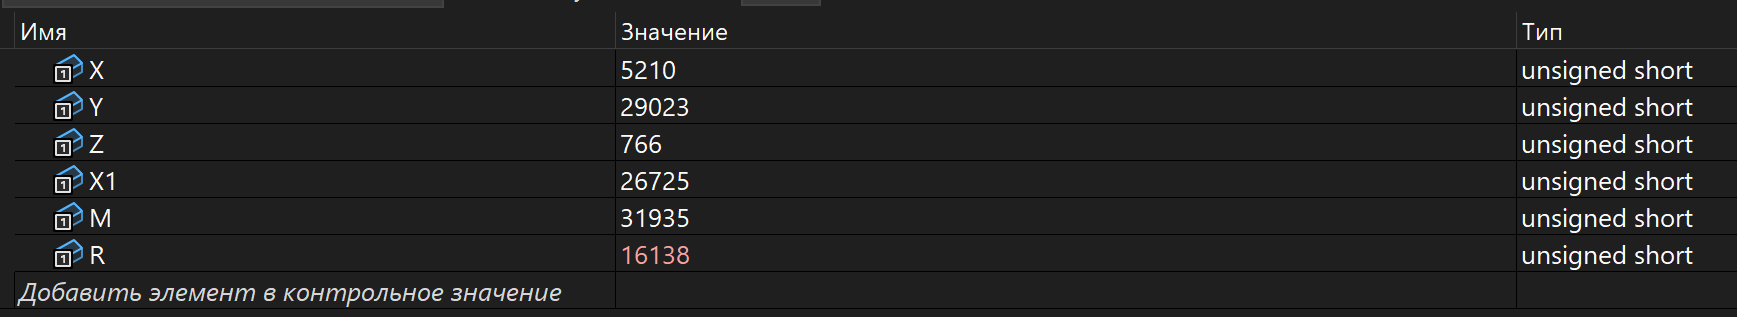 Имя Значение Тип
X 5210 unsigned short
Y 29023 unsigned short
Z 766 unsigned short
X1 26725 unsigned short
M 31935 unsigned short
R 16138 unsigned short
Добавить элемент в контрольное значение